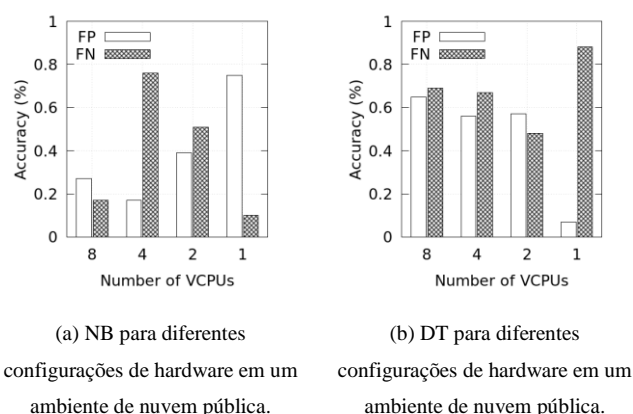 1
0.8
0.6
0.4
0.2
0
FP
FN
Accuracy (%)
8 4 2 1
Number of VCPUs
(a) NB para diferentes
configurações de hardware em um
ambiente de nuvem pública.
1
0.8
0.6
0.4
0.2
0
FP
FN
Accuracy (%)
8 4 2 1
Number of VCPUs
(b) DT para diferentes
configurações de hardware em um
ambiente de nuvem pública.